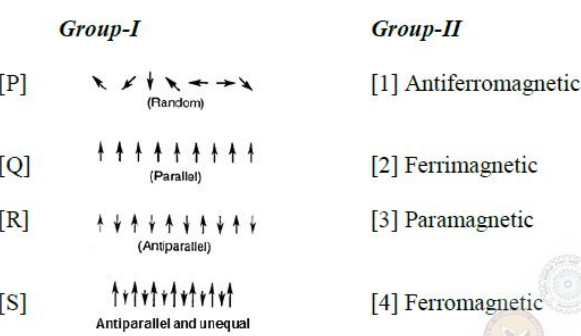 Group-I Group-II
[P] [1] Antiferromagnetic
(Random)
[Q] [2] Ferrimagnetic
(Parallel)
[R] [3] Paramagnetic
(Antiparallel)
[S] [4] Ferromagnetic
Antiparallel and unequal